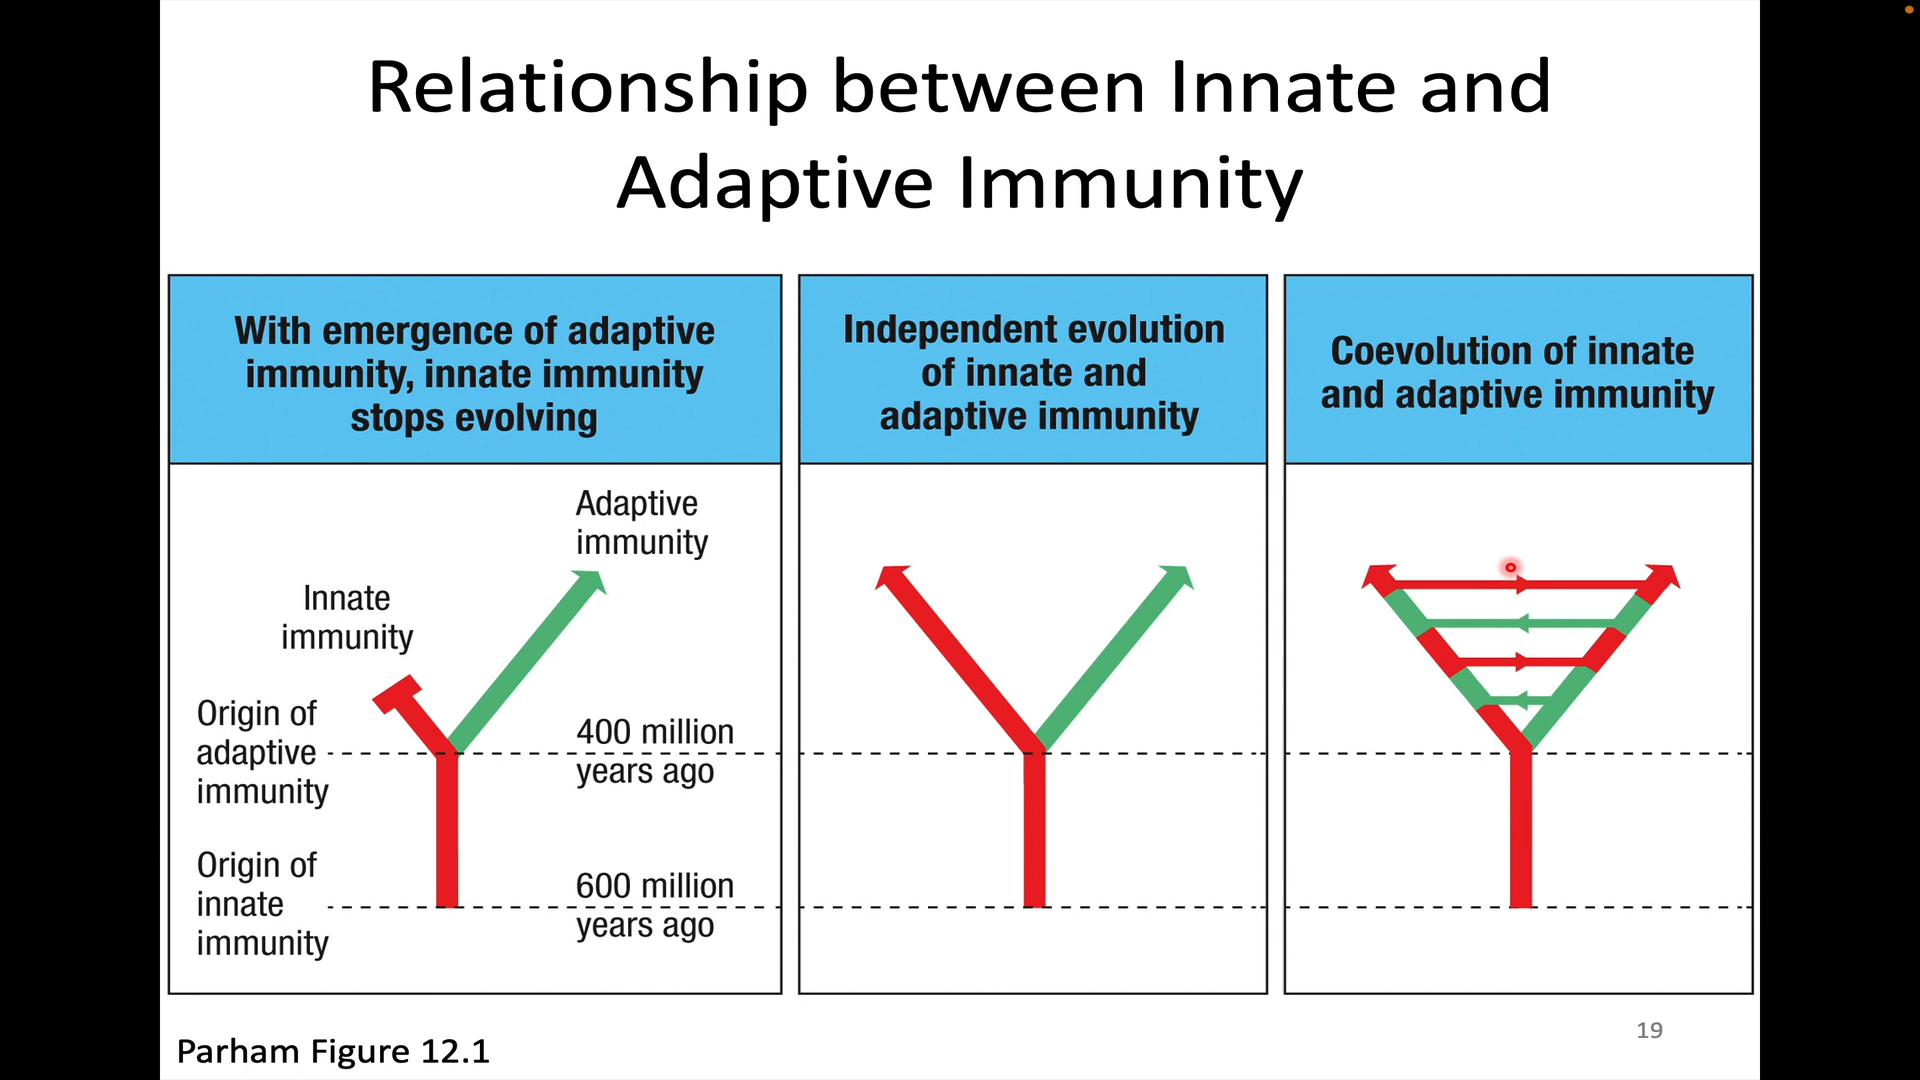 Relationship between Innate and
Adaptive Immunity
With emergence of adaptive
immunity, innate immunity
stops evolving
Adaptive
immunity
Innate
immunity
Origin of
adaptive
immunity
400 million
years ago
Origin of
innate
immunity
600 million
years ago
Independent evolution
of innate and
adaptive immunity
Coevolution of innate
and adaptive immunity
Parham Figure 12.1
19